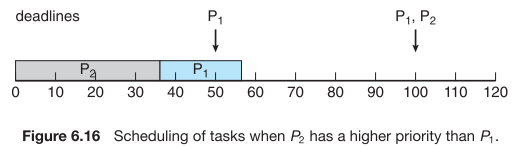 deadlines P₁ P₁, P₂
P₂ P₁
0 10 20 30 40 50 60 70 80 90 100 110 120
Figure 6.16 Scheduling of tasks when P₂ has a higher priority than P₁.